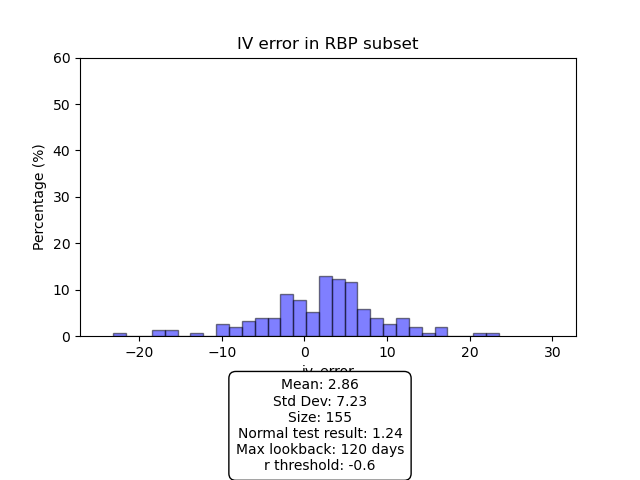 IV error in RBP subset
Percentage (%)
60
50
40
30
20
10
0
−20
−10
0
10
20
30
iv_error
Mean: 2.86
Std Dev: 7.23
Size: 155
Normal test result: 1.24
Max lookback: 120 days
r threshold: -0.6